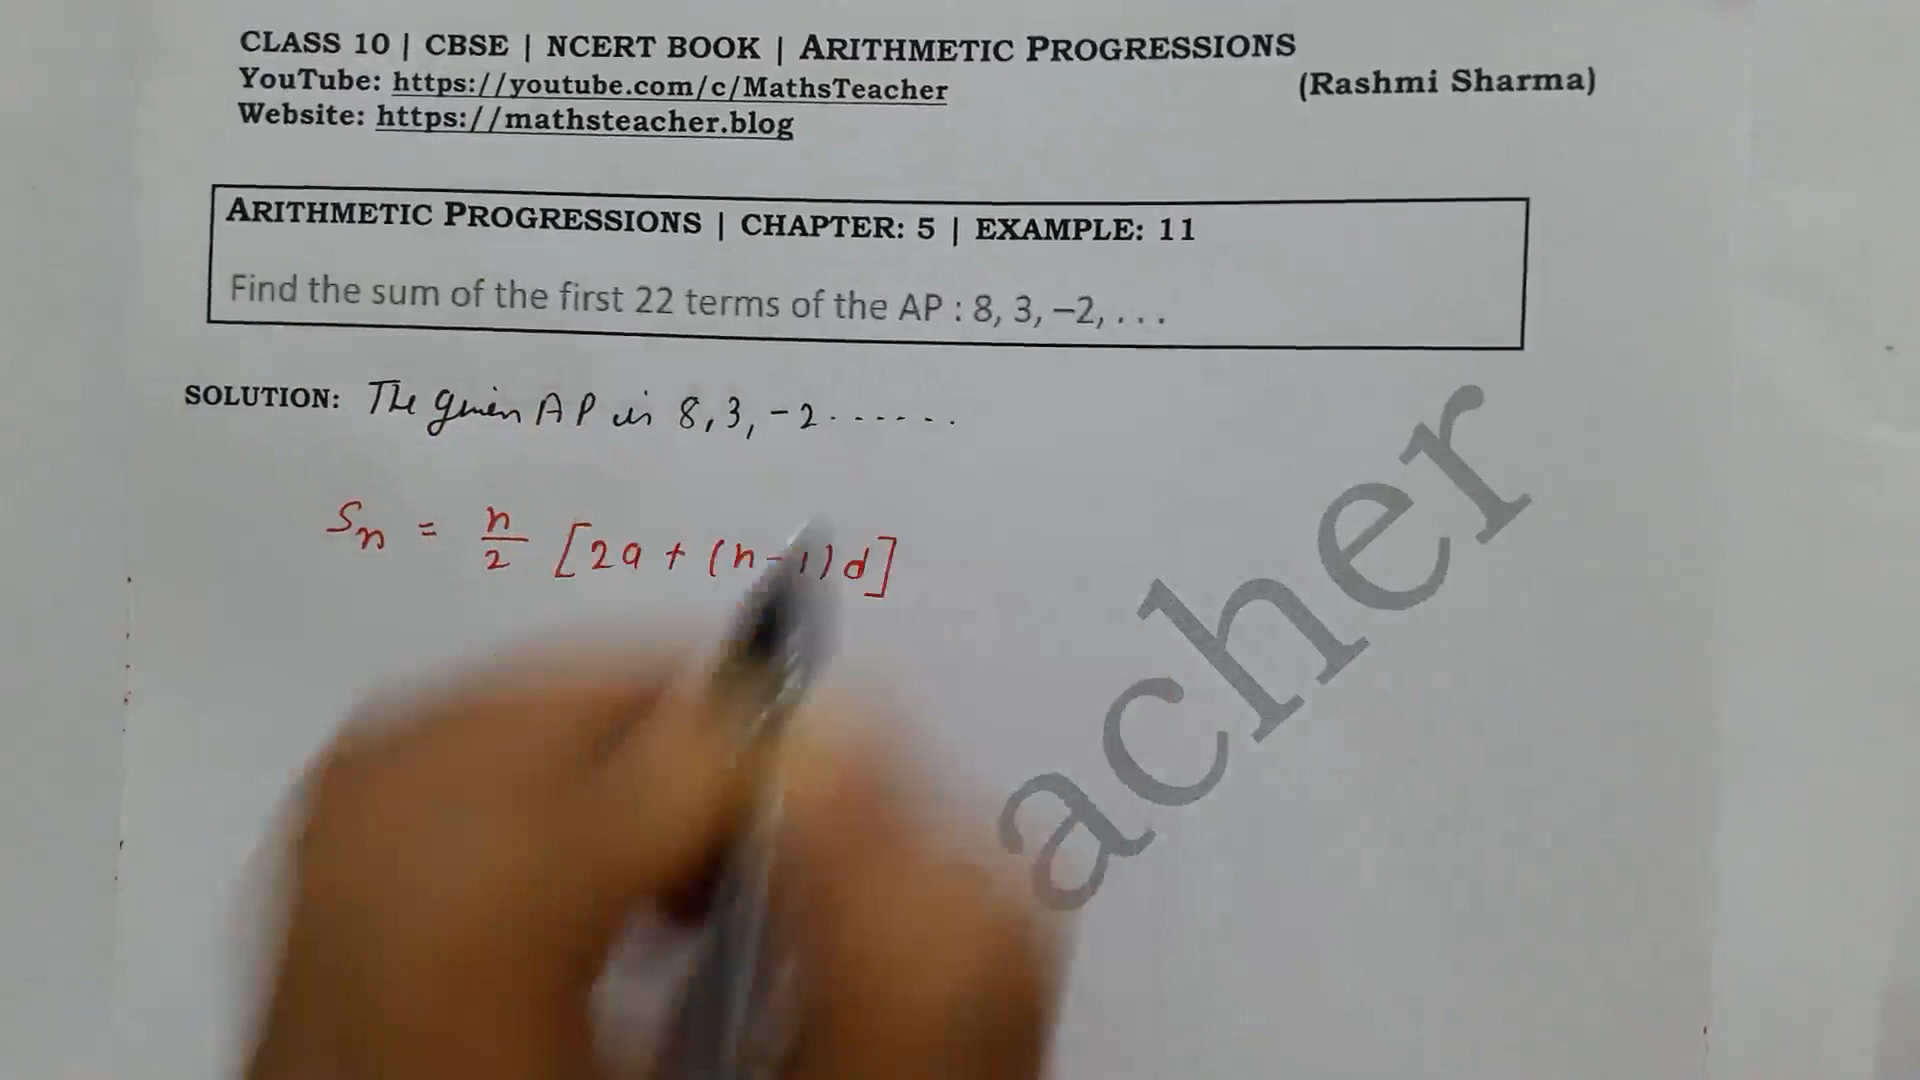 CLASS 10 | CBSE | NCERT BOOK | ARITHMETIC PROGRESSIONS
YouTube: https://youtube.com/c/MathsTeacher
(Rashmi Sharma)
Website: https://mathsteacher.blog
ARITHMETIC PROGRESSIONS | CHAPTER: 5 | EXAMPLE: 11
Find the sum of the first 22 terms of the AP : 8, 3, –2, . . .
SOLUTION: The given AP is 8, 3, -2 . - - - - .
Sn = n/2 [2a + (n-1)d]
acher